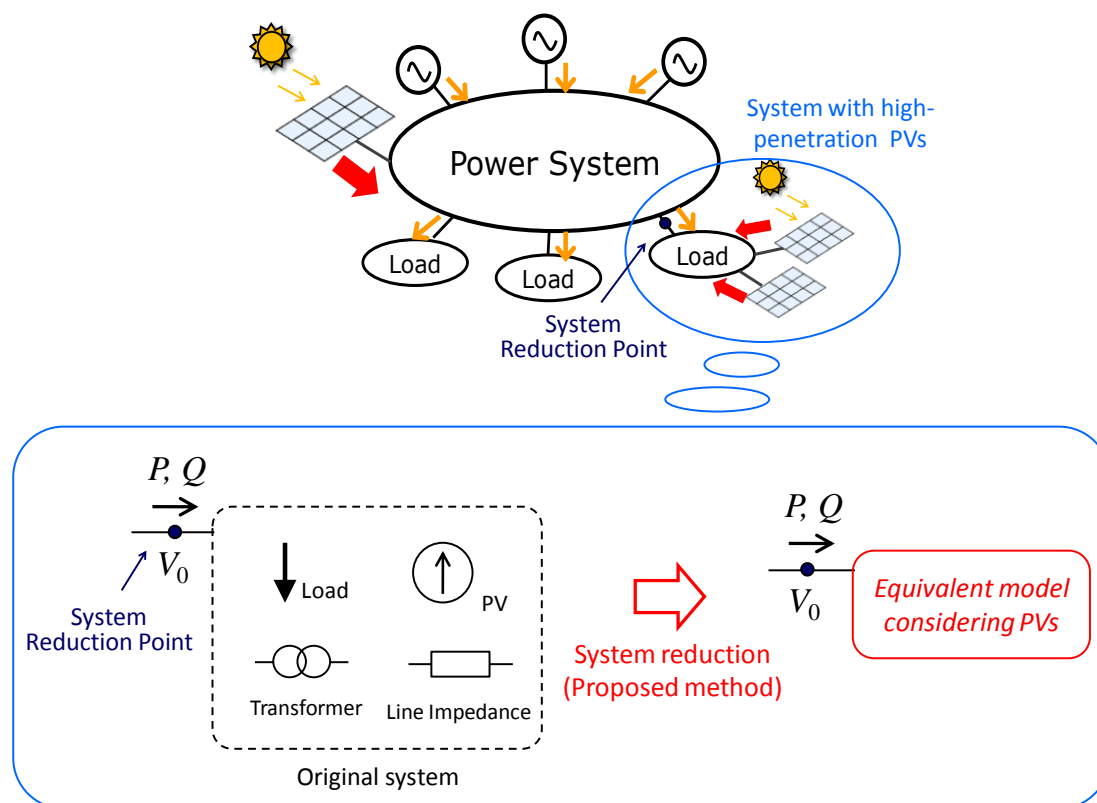 System with high-
penetration PVs
Power System
Load
Load
Load
System
Reduction Point
P, Q
V0
System
Reduction Point
Load
PV
Transformer
Line Impedance
Original system
System reduction
(Proposed method)
P, Q
V0
Equivalent model
considering PVs